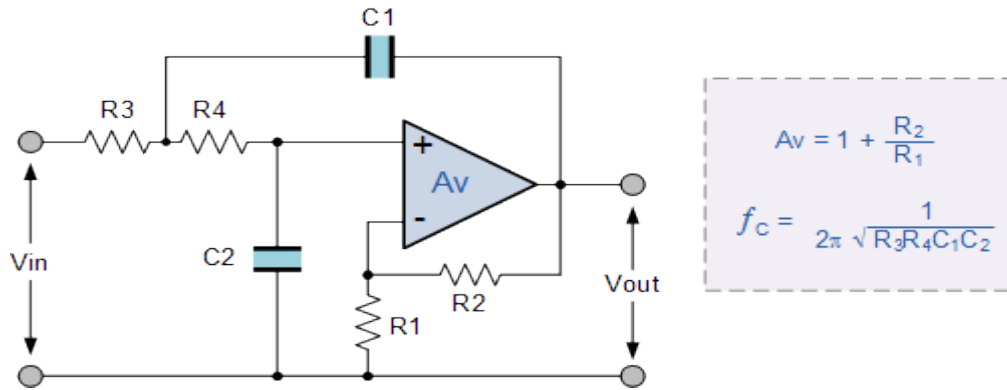 C1
R3
R4
+
Av
-
Vin
C2
R2
R1
Vout
Av = 1 + R₂/R₁
fC = 1/2π √R₃R₄C₁C₂